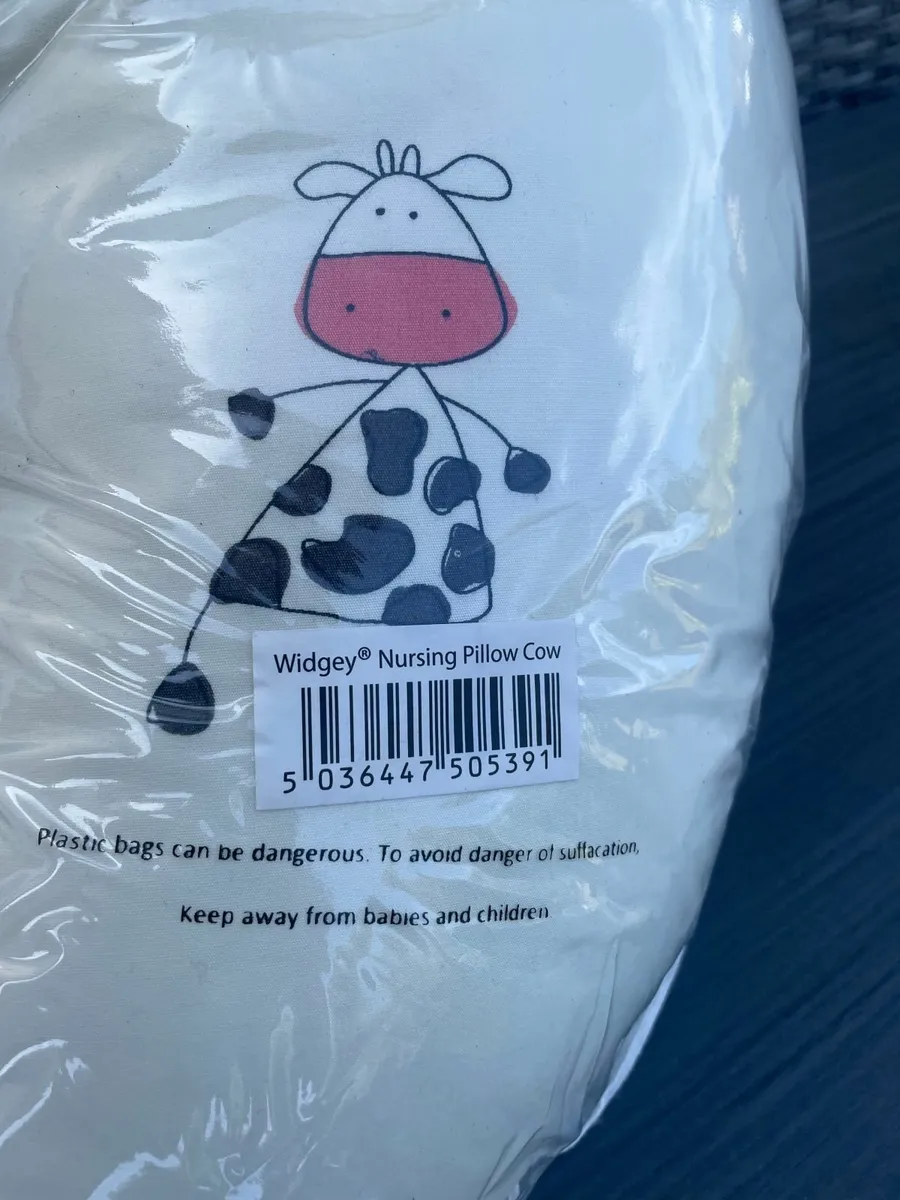 Widgey® Nursing Pillow Cow
5 036447 505391
Plastic bags can be dangerous. To avoid danger of suffacation,
Keep away from babies and children